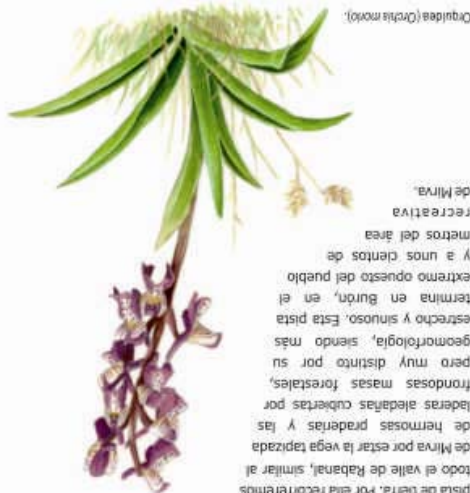 pista de tierra. Por ella recorreremos
todo el valle de Rabanal, similar al
de Mirva por estar la vega tapizada
de hermosas praderías y las
laderas aledañas cubiertas por
frondosas masas forestales,
pero muy distinto por su
geomorfología, siendo más
estrecho y sinuoso. Esta pista
termina en Burón, en el
extremo opuesto del pueblo
y a unos cientos de
metros del área
recreativa
de Mirva.
Orquídea (Orchis morio).